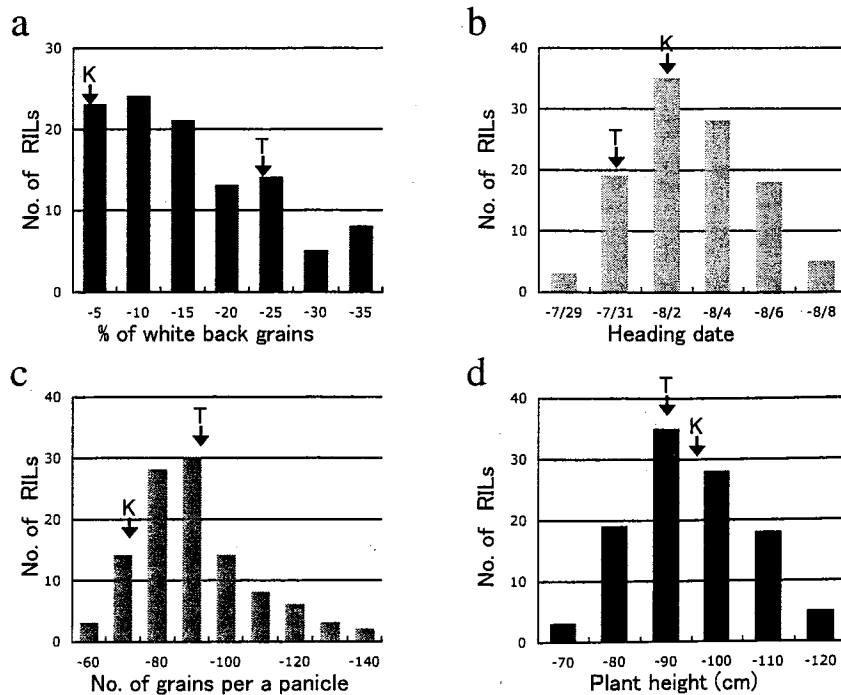 a
30
20
10
0
No. of RILs
K
T
-5 -10 -15 -20 -25 -30 -35
% of white back grains
b
40
30
20
10
0
No. of RILs
T
K
-7/29 -7/31 -8/2 -8/4 -8/6 -8/8
Heading date
c
40
30
20
10
0
No. of RILs
K
T
-60 -80 -100 -120 -140
No. of grains per a panicle
d
40
30
20
10
0
No. of RILs
T
K
-70 -80 -90 -100 -110 -120
Plant height (cm)